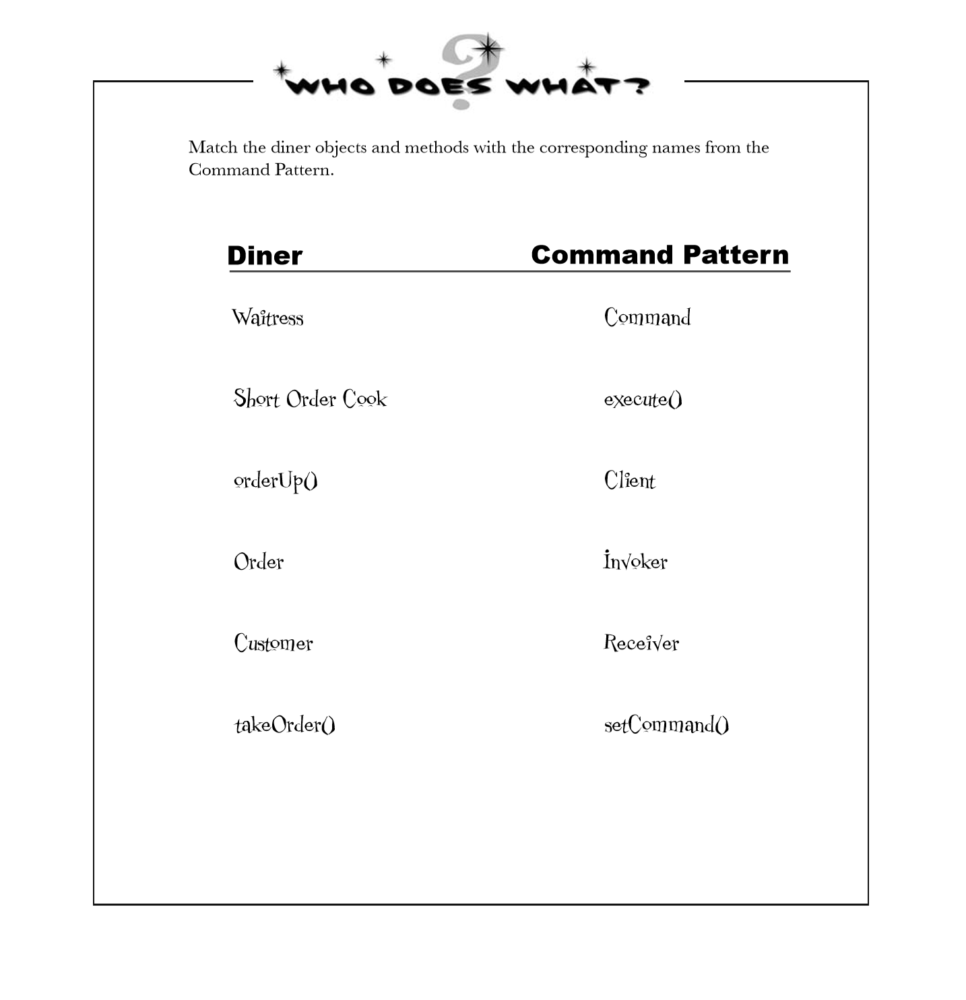 WHO DOES WHAT?
Match the diner objects and methods with the corresponding names from the
Command Pattern.
Diner Command Pattern
Waitress Command
Short Order Cook execute()
orderUp() Client
Order Invoker
Customer Receiver
takeOrder() setCommand()